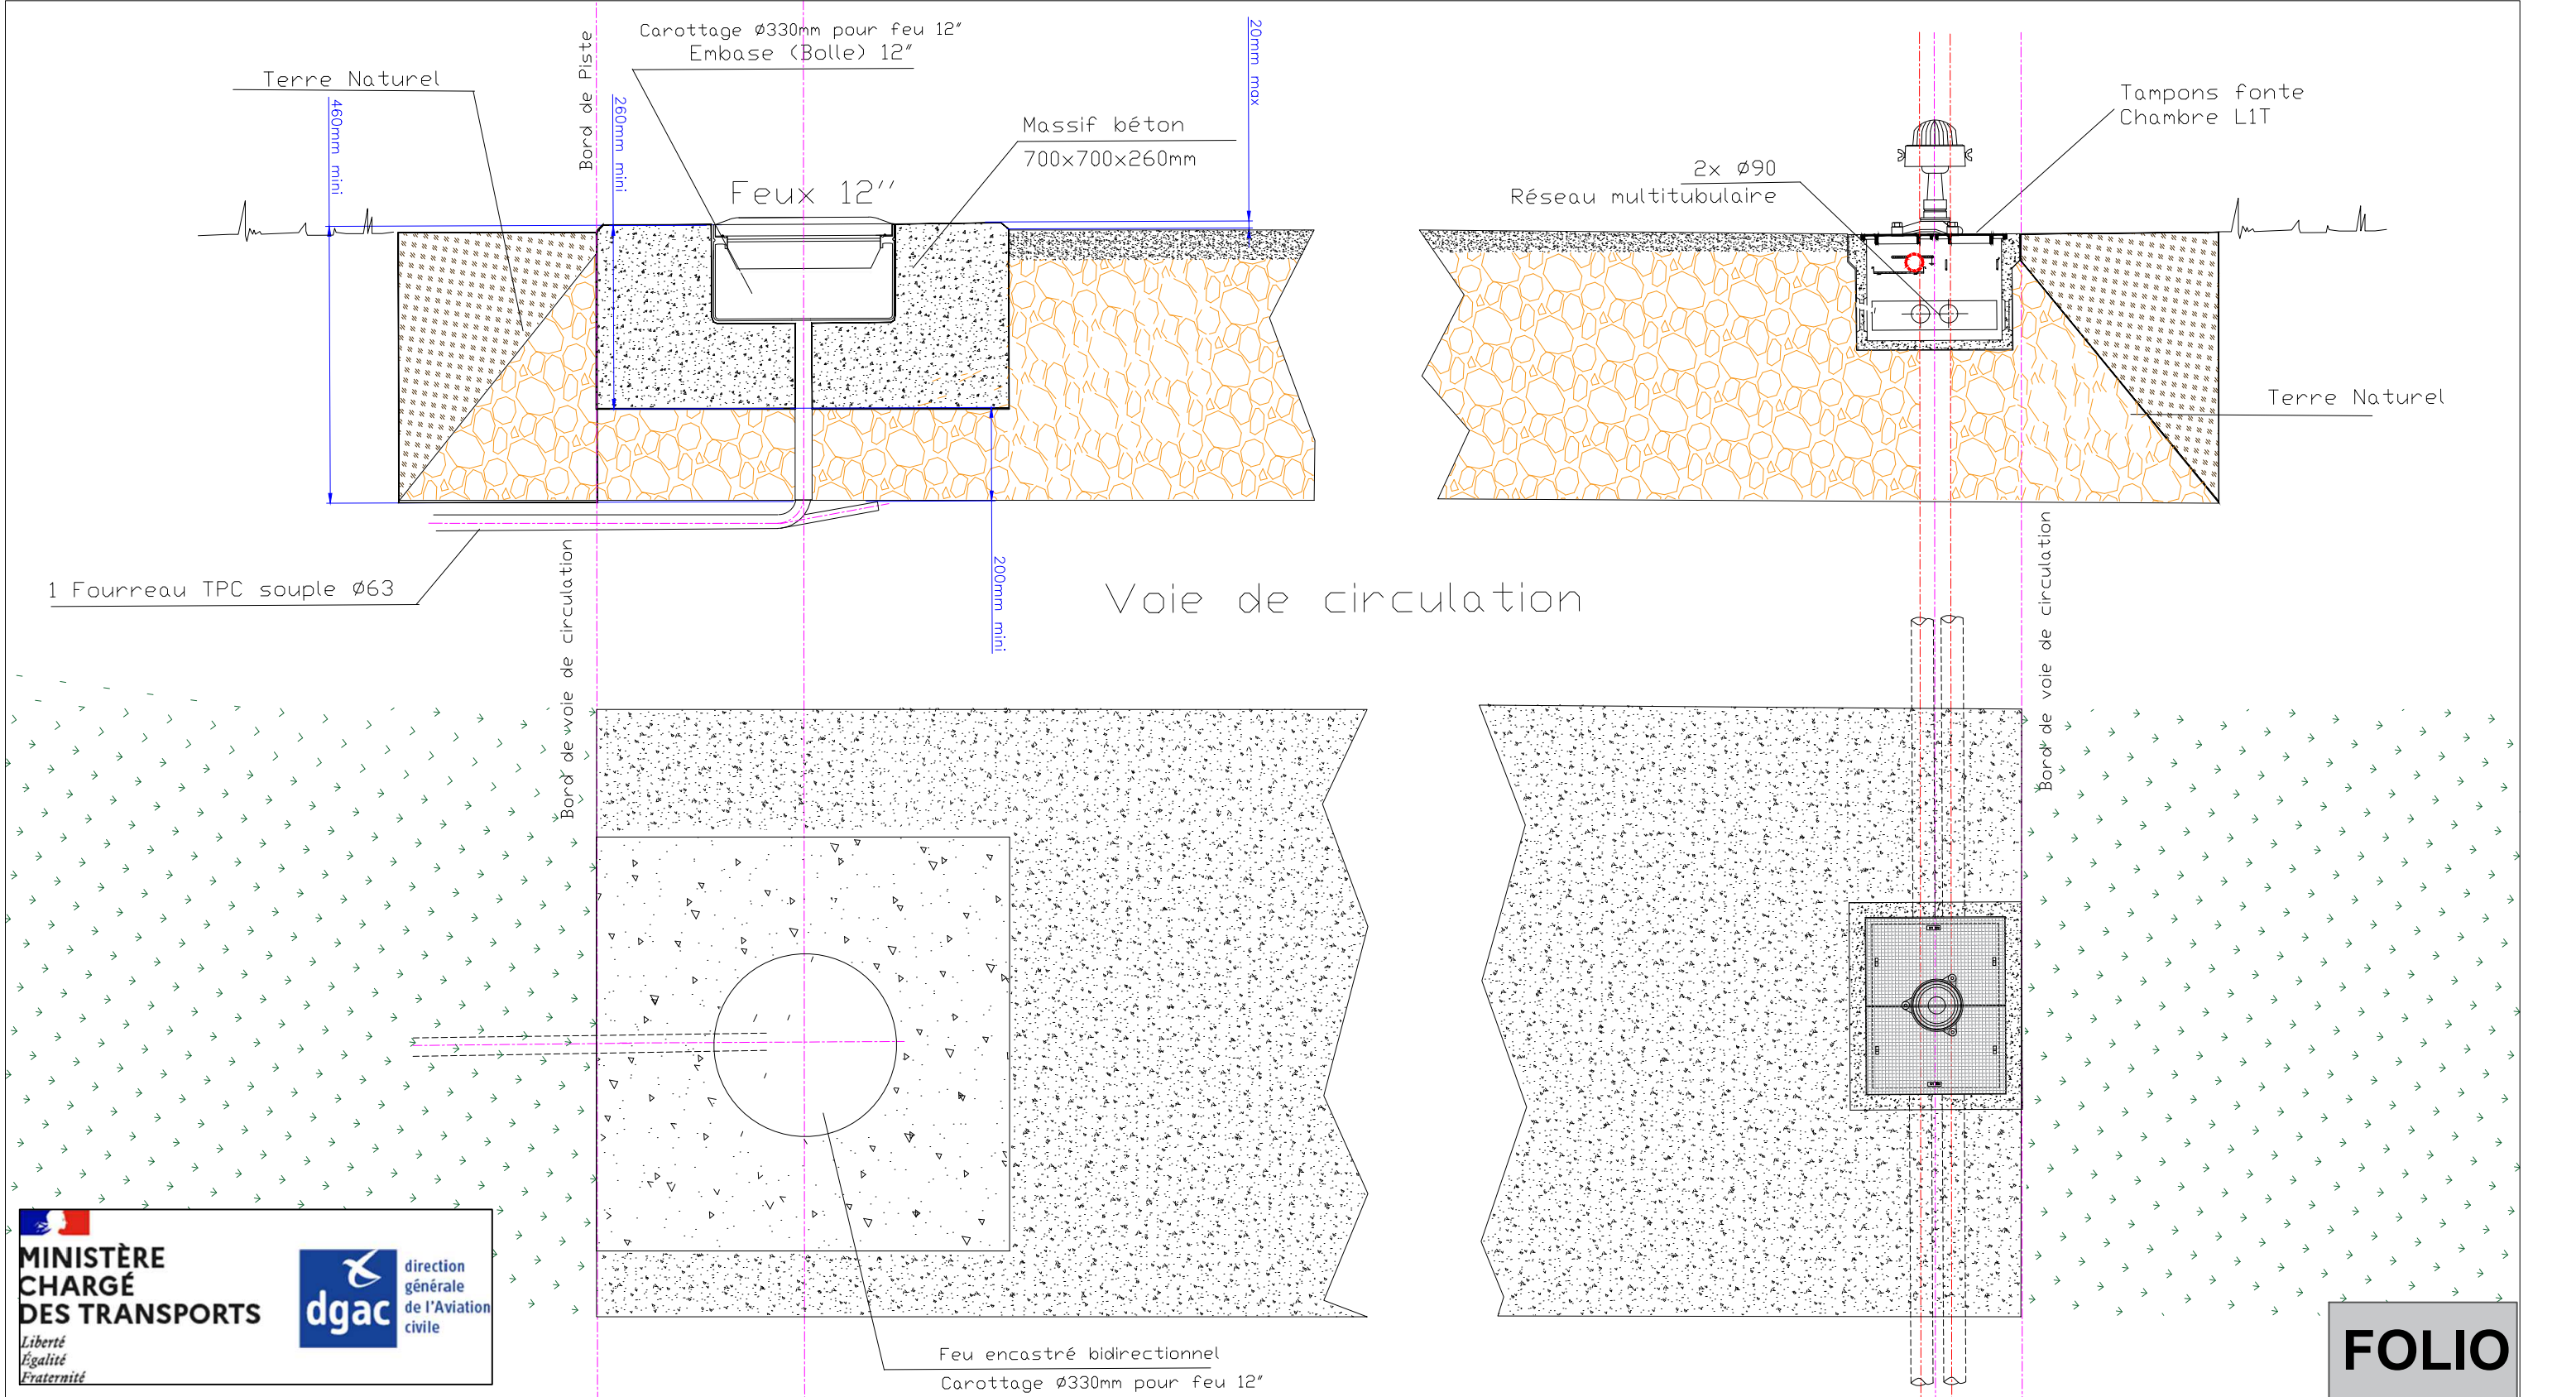 Carottage Ø330mm pour feu 12"
Embase (Bolle) 12"
Terre Naturel
460mm mini
Bord de Piste
260mm mini
20mm max
Massif béton
700x700x260mm
Feux 12''
Tampons fonte
Chambre L1T
2x Ø90
Réseau multitubulaire
Terre Naturel
1 Fourreau TPC souple Ø63
200mm mini
Voie de circulation
Bord de voie de circulation
Bord de voie de circulation
Feu encastré bidirectionnel
Carottage Ø330mm pour feu 12"
MINISTÈRE
CHARGÉ
DES TRANSPORTS
Liberté
Égalité
Fraternité
dgac
direction
générale
de l'Aviation
civile
FOLIO